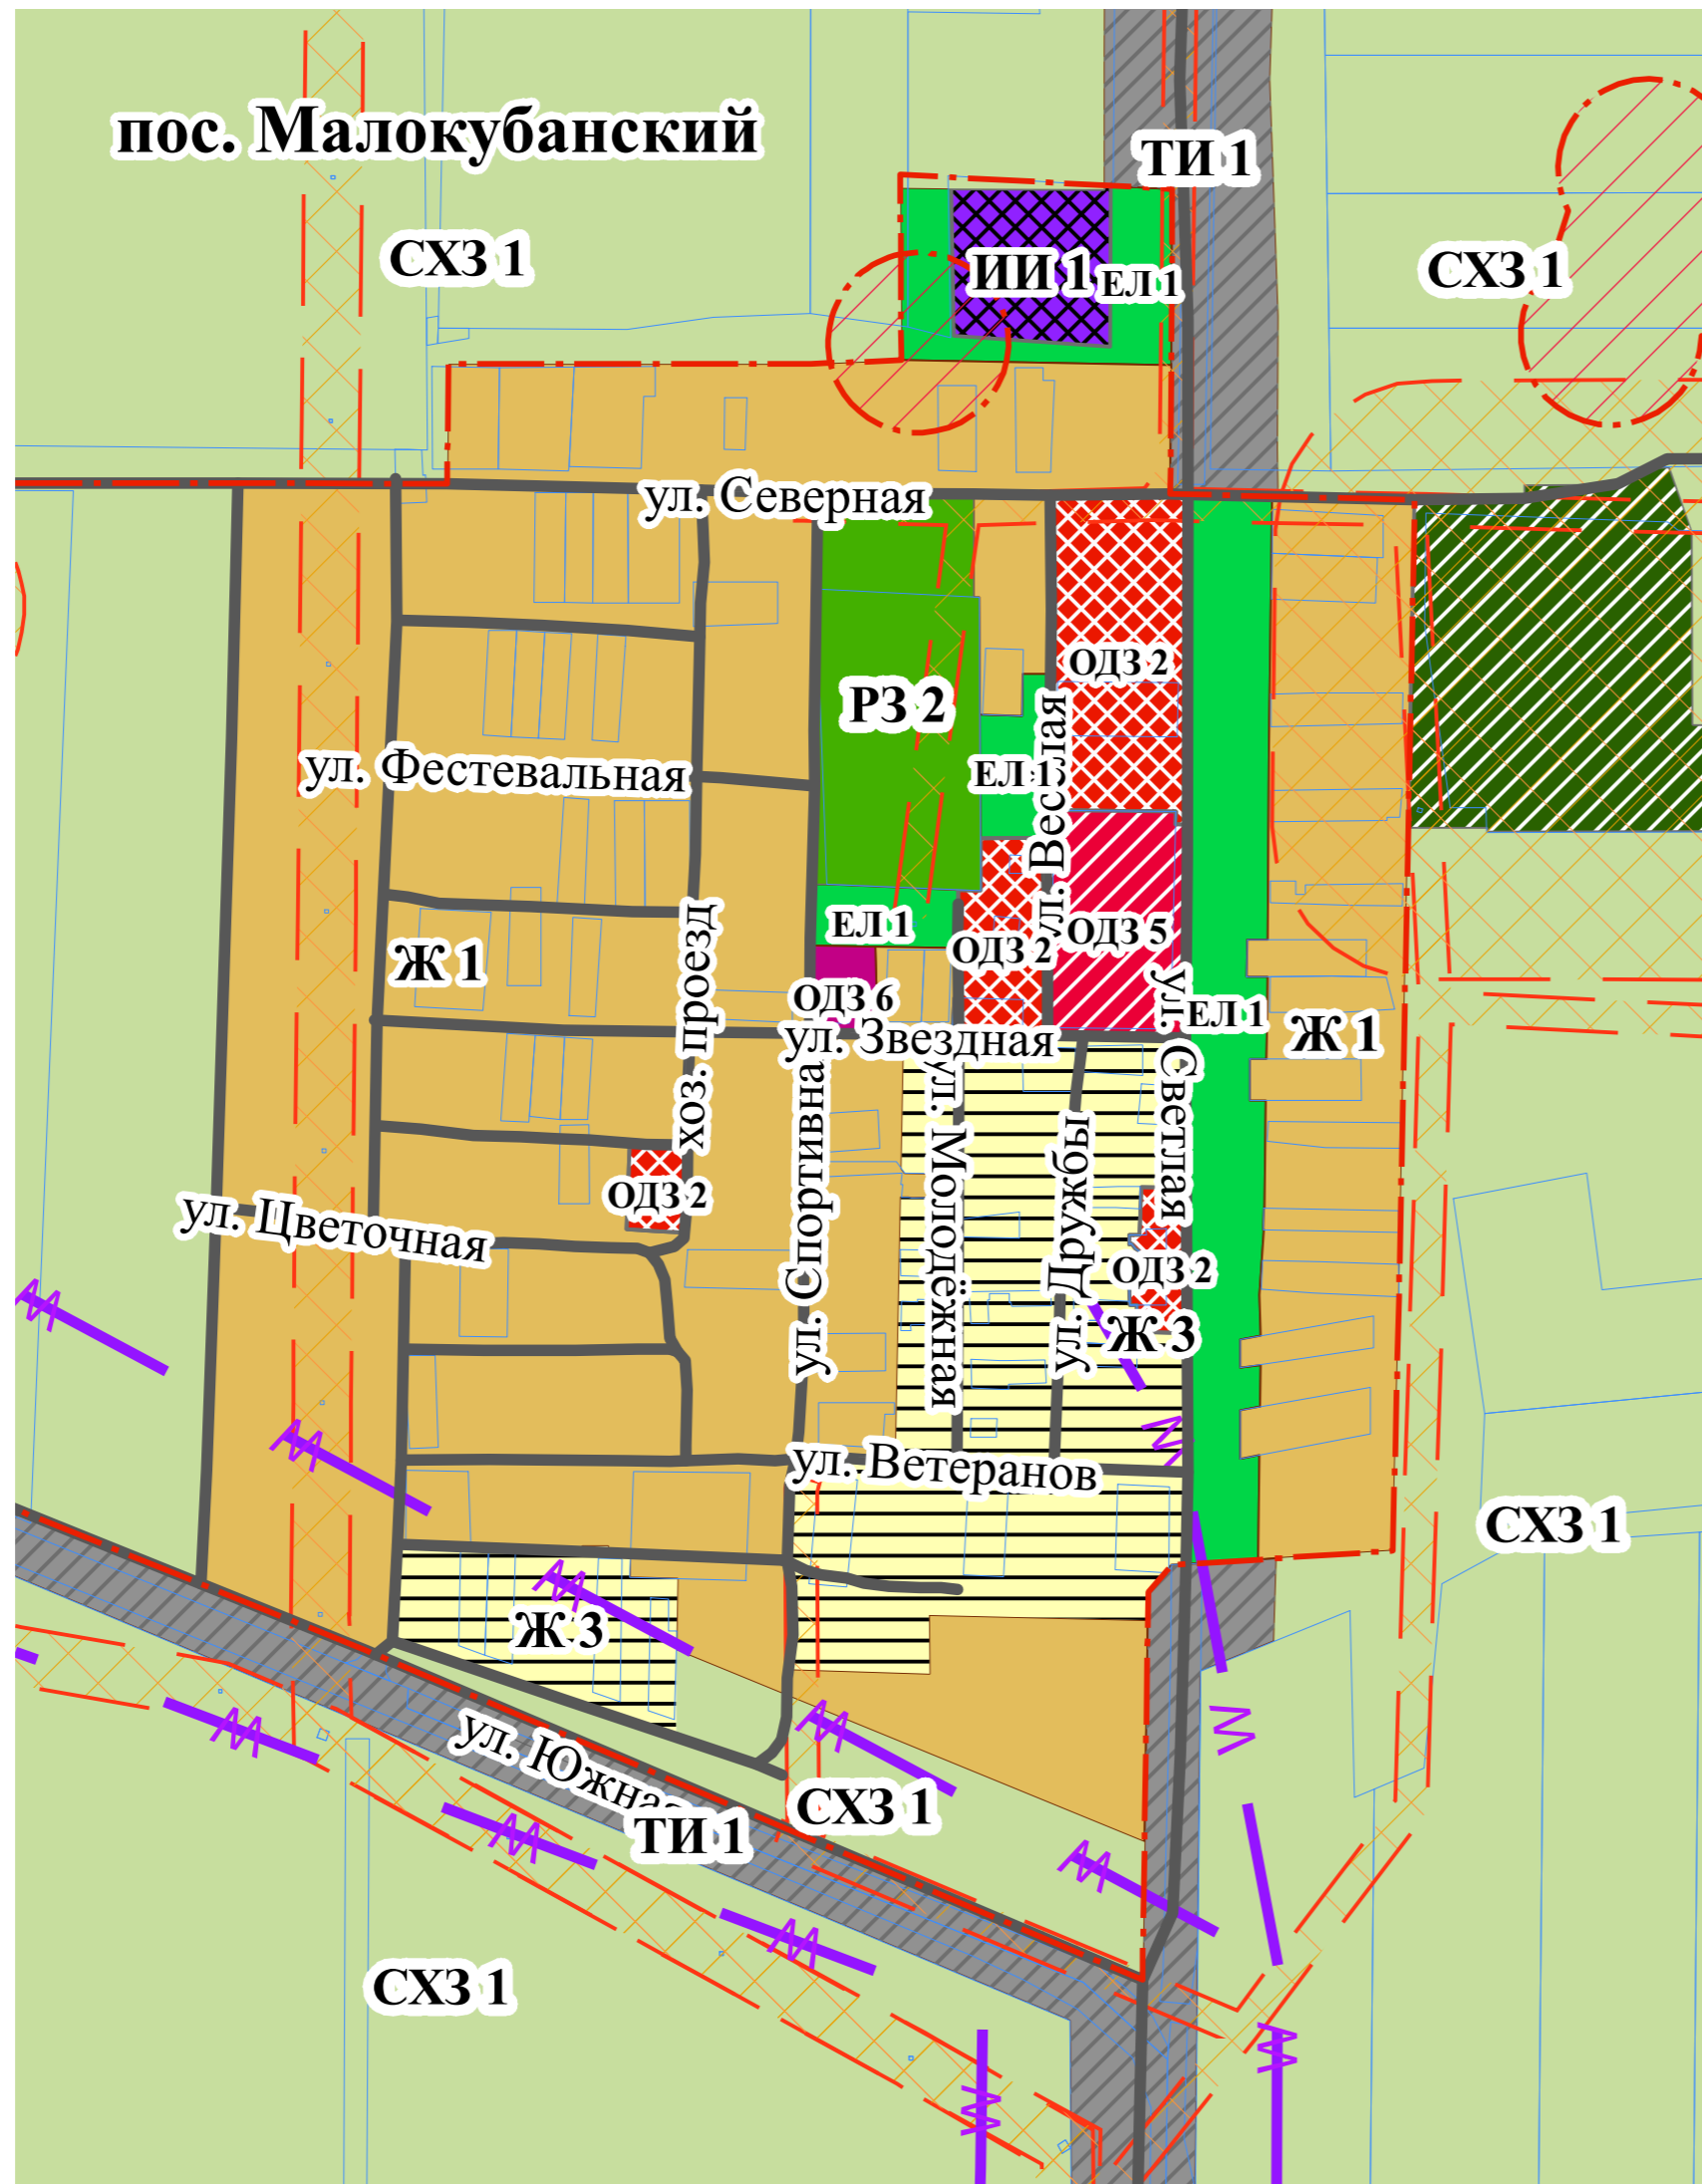 пос. Малокубанский
ТИ 1
СХЗ 1
ИИ 1
ЕЛ 1
СХЗ 1
ул. Северная
ОДЗ 2
РЗ 2
ул. Фестевальная
ЕЛ 1
ул. Веселая
ЕЛ 1
ОДЗ 5
ОДЗ 2
Ж 1
хоз. проезд
ОДЗ 6
ЕЛ 1
Ж 1
ул. Звездная
ул. Светлая
ОДЗ 2
ул. Цветочная
ул. Спортивна
ул. Молодёжная
ул. Дружбы
ОДЗ 2
Ж 3
ул. Ветеранов
СХЗ 1
Ж 3
ул. Южная
ТИ 1
СХЗ 1
СХЗ 1